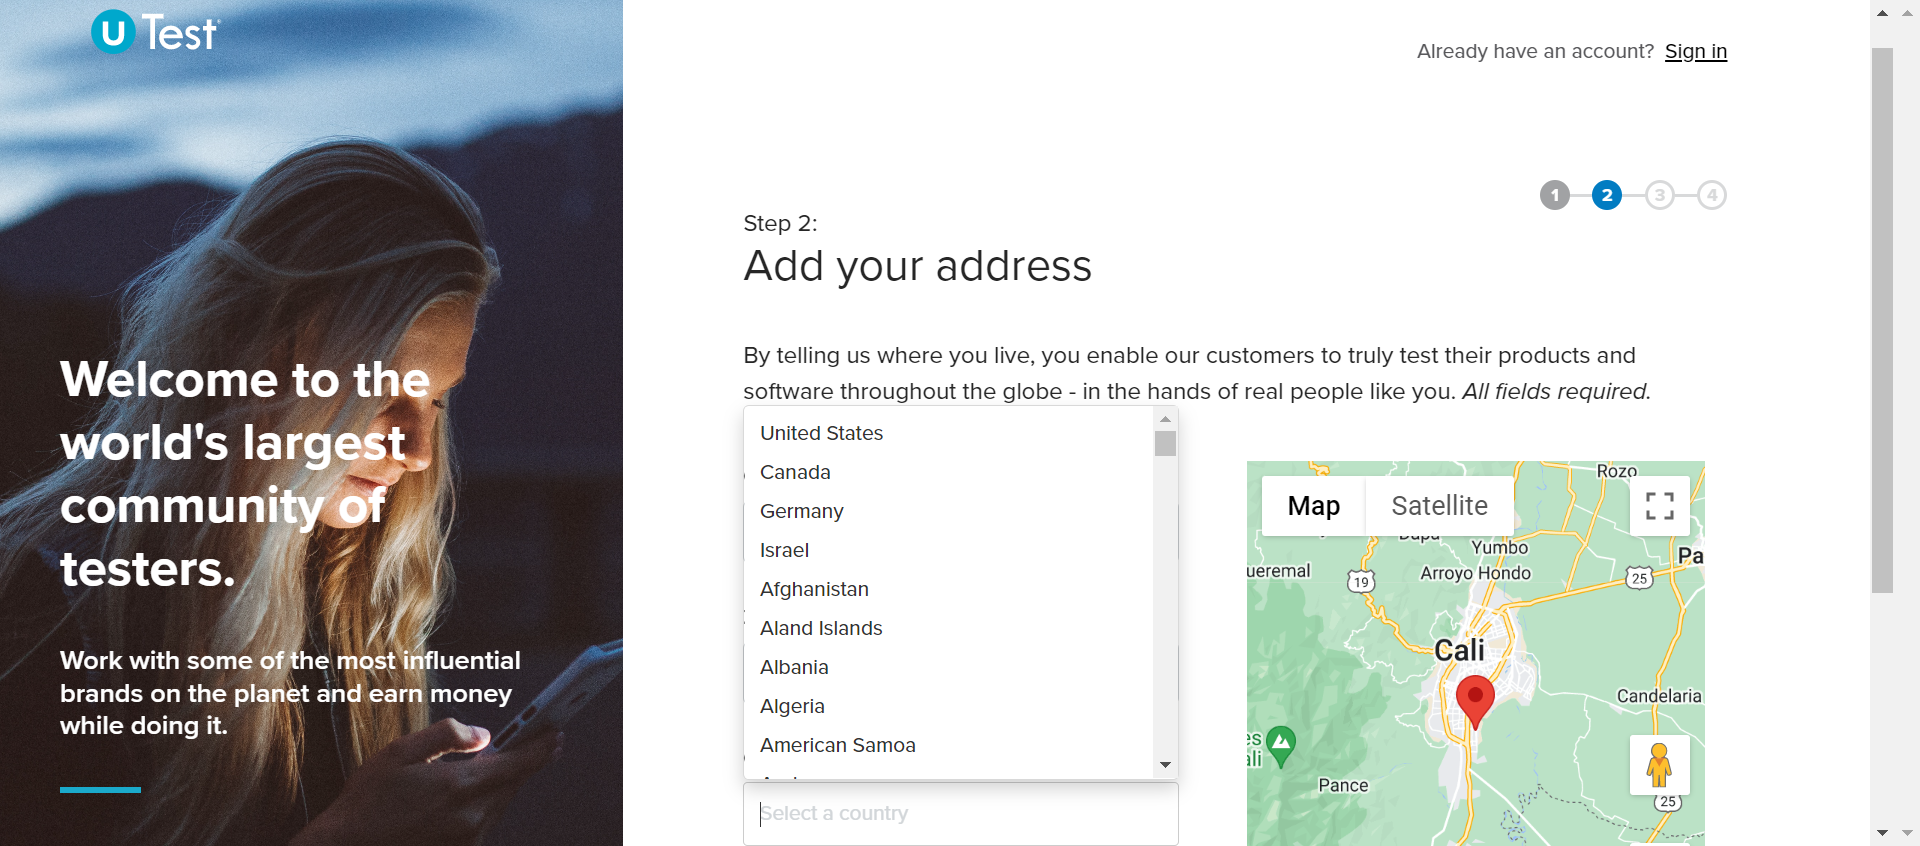 U Test
Already have an account? Sign in
1 2 3 4
Step 2:
Add your address
By telling us where you live, you enable our customers to truly test their products and
software throughout the globe - in the hands of real people like you. All fields required.
Welcome to the
world's largest
community of
testers.
Work with some of the most influential
brands on the planet and earn money
while doing it.
United States
Canada
Germany
Israel
Afghanistan
Aland Islands
Albania
Algeria
American Samoa
Select a country
Rozo
Map Satellite
Dapa
Yumbo
Pa
ueremal
19
Arroyo Hondo
25
Cali
Candelaria
es
ali
Pance
25